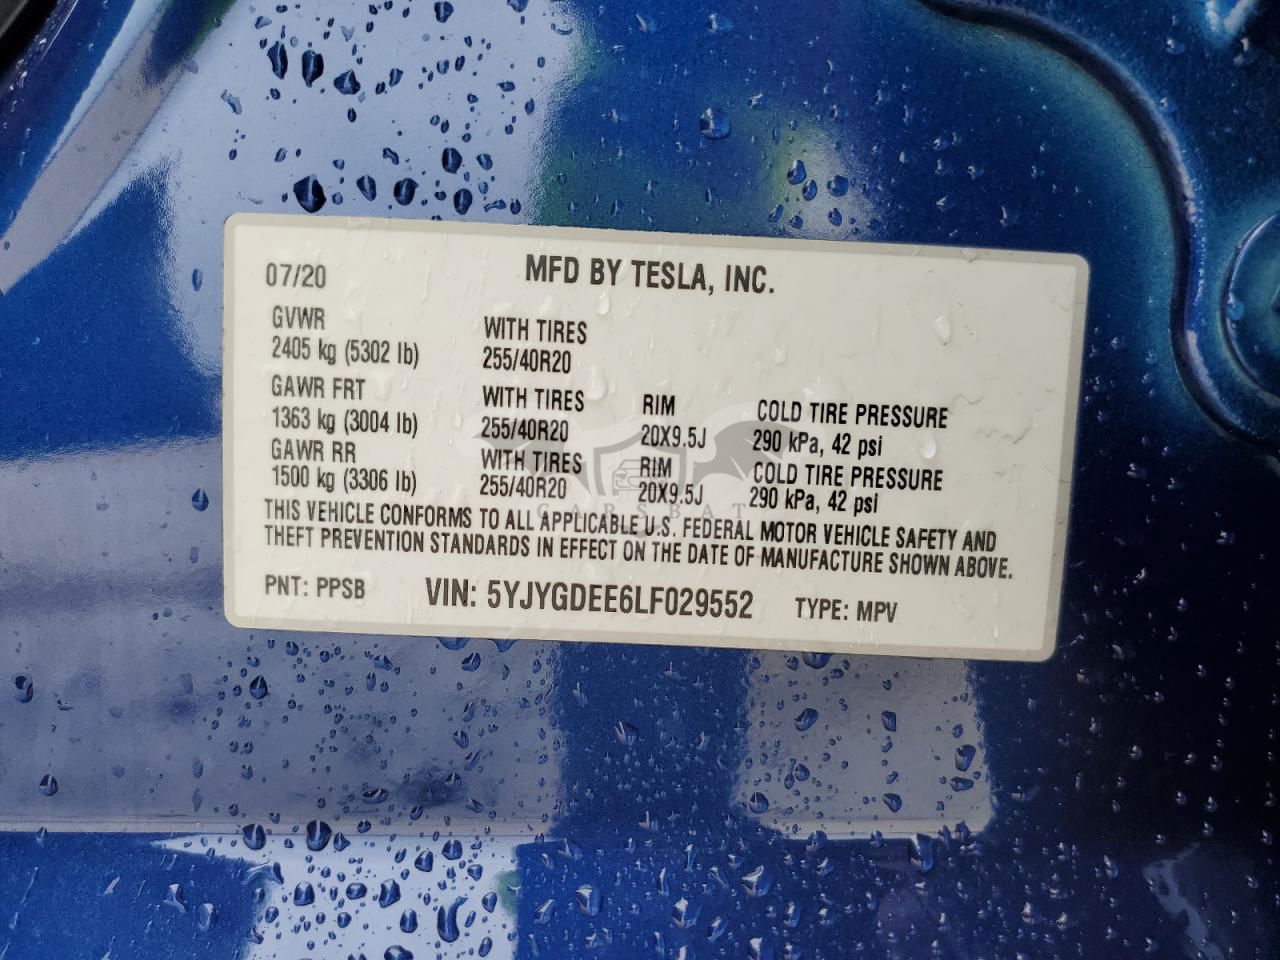 07/20 MFD BY TESLA, INC.
GVWR WITH TIRES
2405 kg (5302 lb) 255/40R20
GAWR FRT WITH TIRES RIM COLD TIRE PRESSURE
1363 kg (3004 lb) 255/40R20 20X9.5J 290 kPa, 42 psi
GAWR RR WITH TIRES RIM COLD TIRE PRESSURE
1500 kg (3306 lb) 255/40R20 20X9.5J 290 kPa, 42 psi
CARSBAT
THIS VEHICLE CONFORMS TO ALL APPLICABLE U.S. FEDERAL MOTOR VEHICLE SAFETY AND
THEFT PREVENTION STANDARDS IN EFFECT ON THE DATE OF MANUFACTURE SHOWN ABOVE.
PNT: PPSB VIN: 5YJYGDEE6LF029552 TYPE: MPV